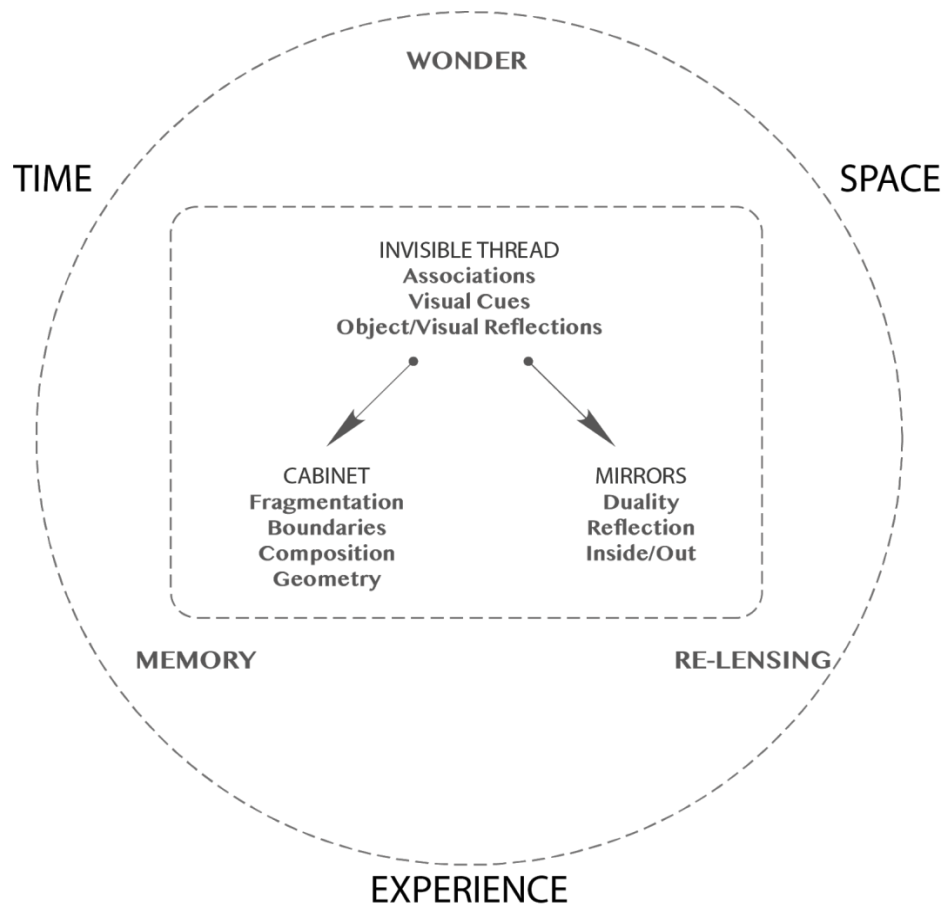 WONDER
TIME
SPACE
INVISIBLE THREAD
Associations
Visual Cues
Object/Visual Reflections
CABINET
Fragmentation
Boundaries
Composition
Geometry
MIRRORS
Duality
Reflection
Inside/Out
MEMORY
RE-LENSING
EXPERIENCE